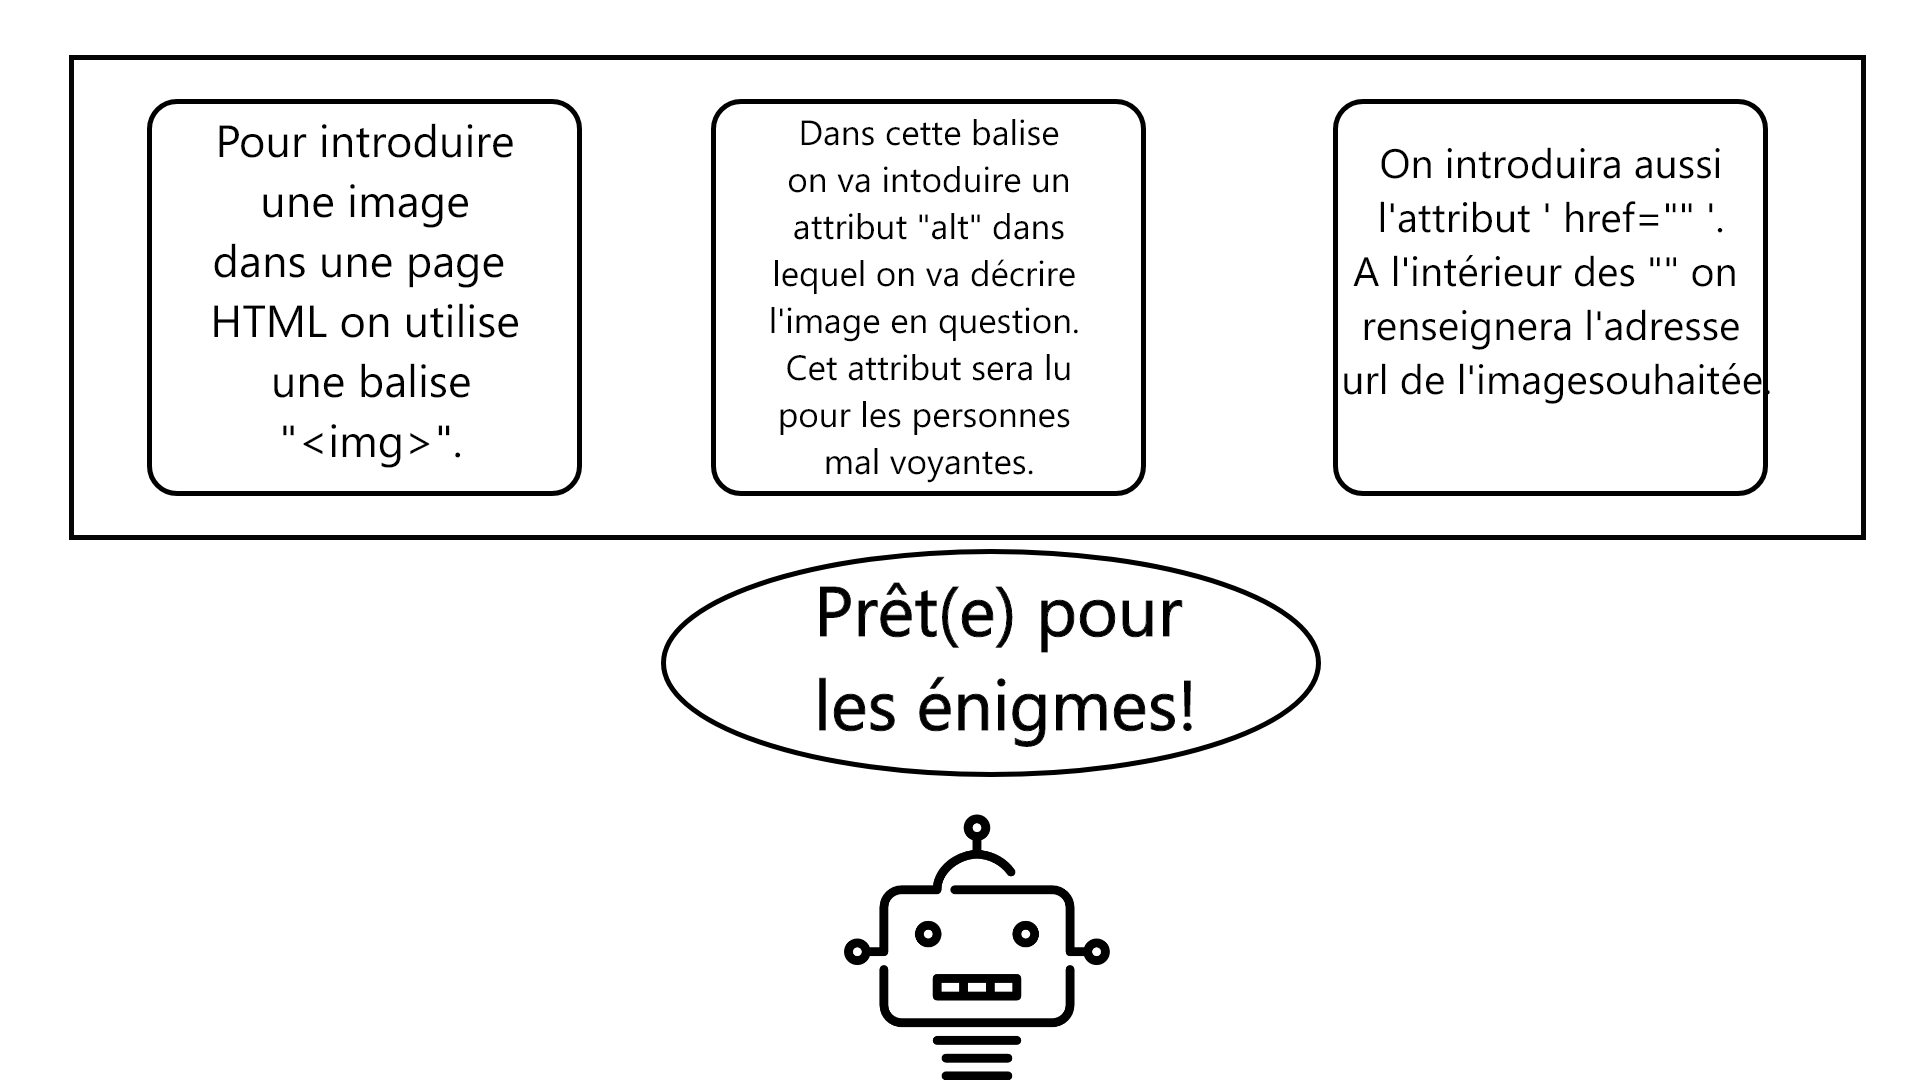 Pour introduire
une image
dans une page
HTML on utilise
une balise
"<img>".
Dans cette balise
on va intoduire un
attribut "alt" dans
lequel on va décrire
l'image en question.
Cet attribut sera lu
pour les personnes
mal voyantes.
On introduira aussi
l'attribut ' href="" '.
A l'intérieur des "" on
renseignera l'adresse
url de l'imagesouhaitée.
Prêt(e) pour
les énigmes!